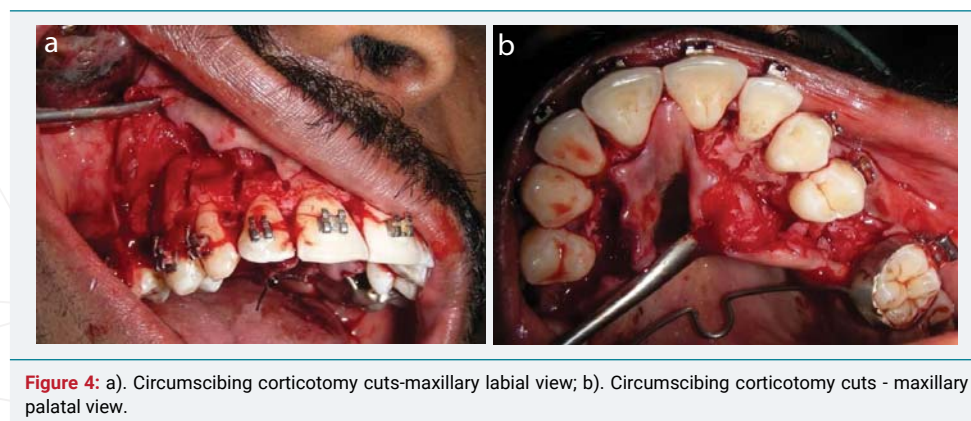 a
b
Figure 4: a). Circumscibing corticotomy cuts-maxillary labial view; b). Circumscibing corticotomy cuts - maxillary
palatal view.